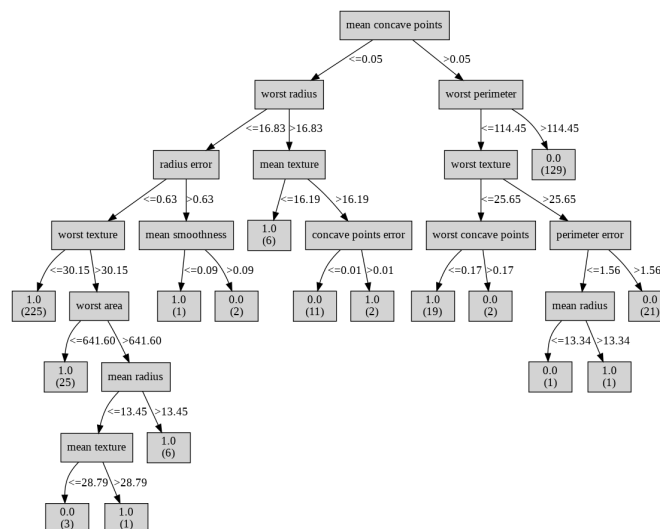 mean concave points
<=0.05 >0.05
worst radius worst perimeter
<=16.83 >16.83 <=114.45 >114.45
radius error mean texture worst texture 0.0
(129)
<=0.63 >0.63 <=16.19 >16.19 <=25.65 >25.65
worst texture mean smoothness 1.0 concave points error worst concave points perimeter error
(6)
<=30.15 >30.15 <=0.09 >0.09 <=0.01 >0.01 <=0.17 >0.17 <=1.56 >1.56
1.0 worst area 1.0 0.0 0.0 1.0 1.0 0.0 mean radius 0.0
(225) (1) (2) (11) (2) (19) (2) (21)
<=641.60 >641.60 <=13.34 >13.34
1.0 mean radius 0.0 1.0
(25) (1) (1)
<=13.45 >13.45
mean texture 1.0
(6)
<=28.79 >28.79
0.0 1.0
(3) (1)